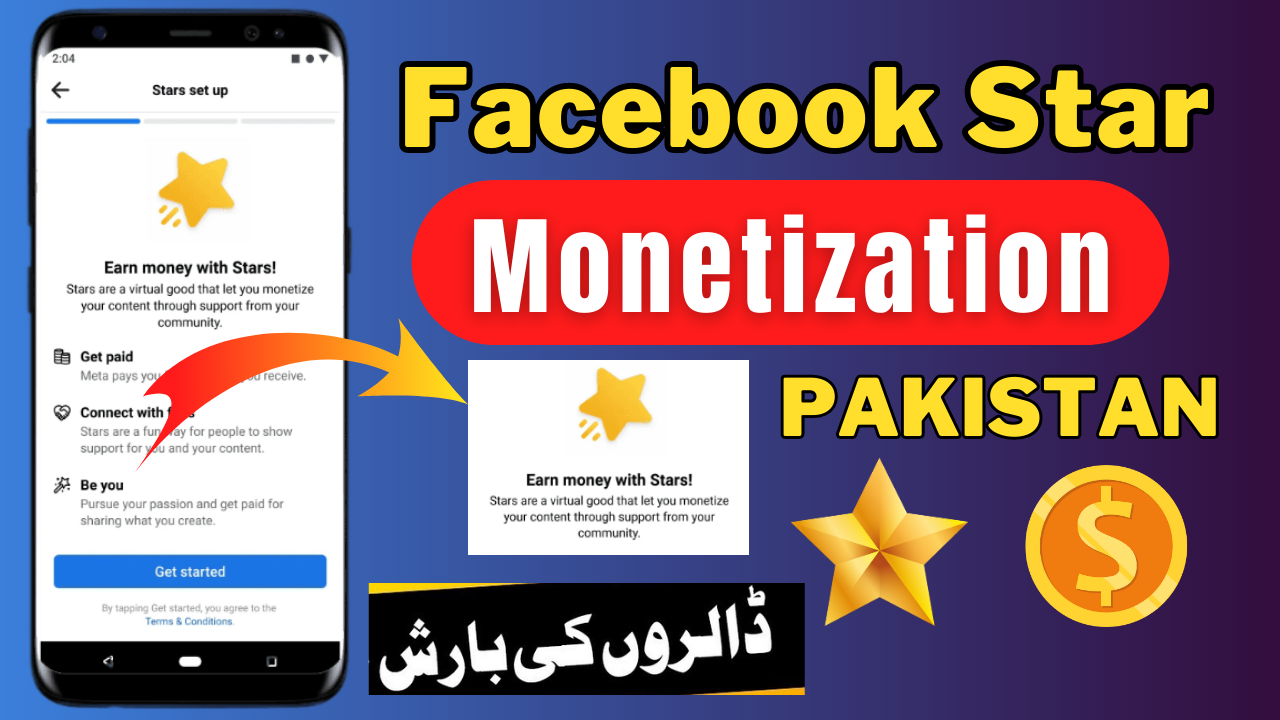 2:04
Stars set up
Earn money with Stars!
Stars are a virtual good that let you monetize
your content through support from your
community.
Get paid
Meta pays you receive.
Connect with
Stars are a fun way for people to show
support for you and your content.
Be you
Pursue your passion and get paid for
sharing what you create.
Get started
By tapping Get started, you agree to the
Terms & Conditions.
Facebook Star
Monetization
PAKISTAN
Earn money with Stars!
Stars are a virtual good that let you monetize
your content through support from your
community.
$
ڈالروں کی بارش